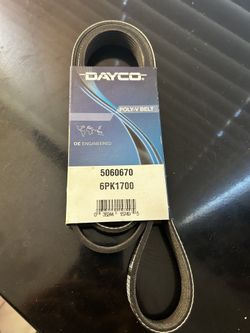 DAYCO.
POLY-V BELT
OE ENGINEERED
5060670
6PK1700